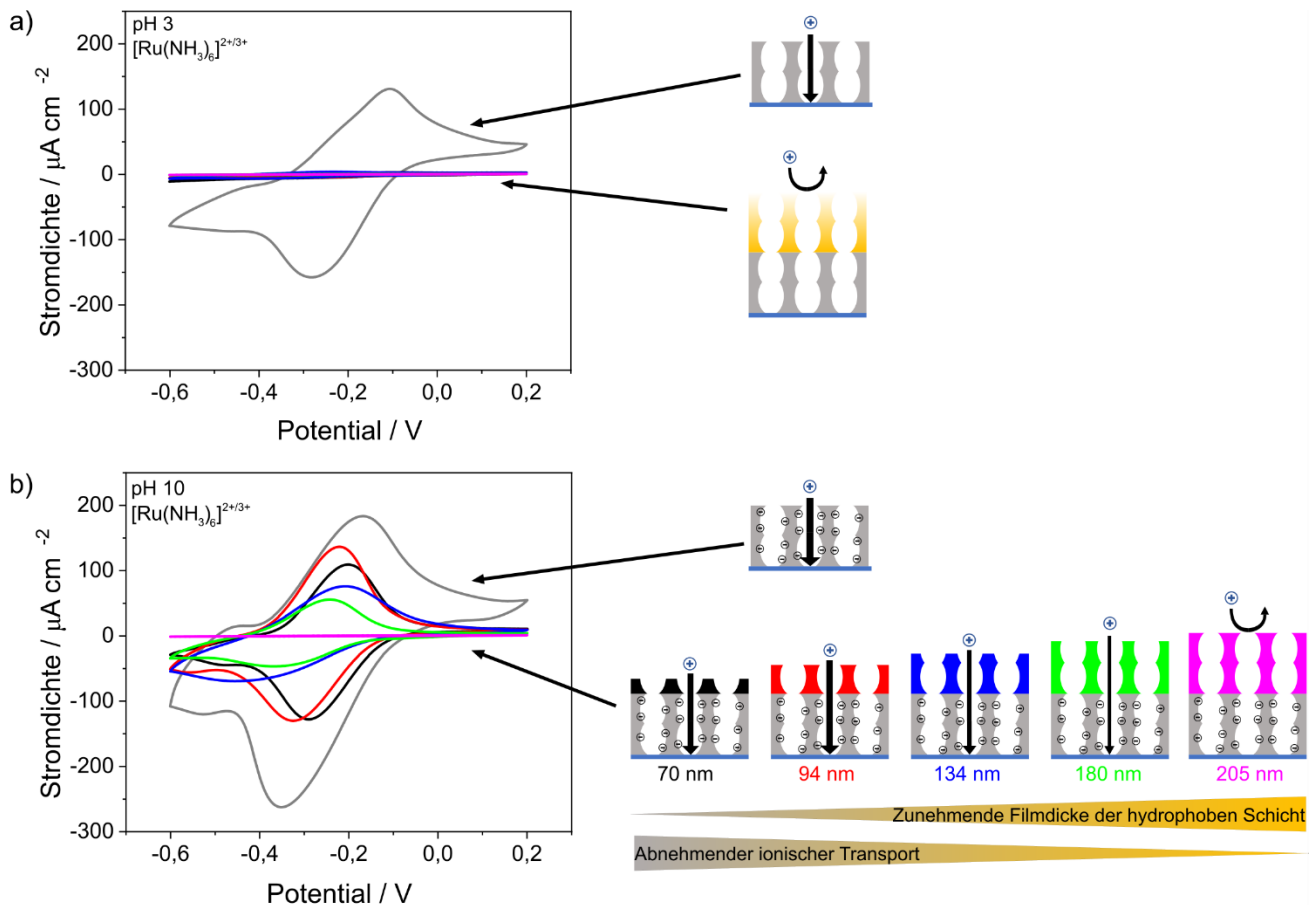 a)
pH 3
[Ru(NH₃)₆]²⁺/³⁺
Stromdichte / µA cm⁻²
200
100
0
-100
-200
-300
-0,6
-0,4
-0,2
0,0
0,2
Potential / V
+
+
b)
pH 10
[Ru(NH₃)₆]²⁺/³⁺
Stromdichte / µA cm⁻²
200
100
0
-100
-200
-300
-0,6
-0,4
-0,2
0,0
0,2
Potential / V
+
+
+
+
+
+
70 nm
94 nm
134 nm
180 nm
205 nm
Zunehmende Filmdicke der hydrophoben Schicht
Abnehmender ionischer Transport